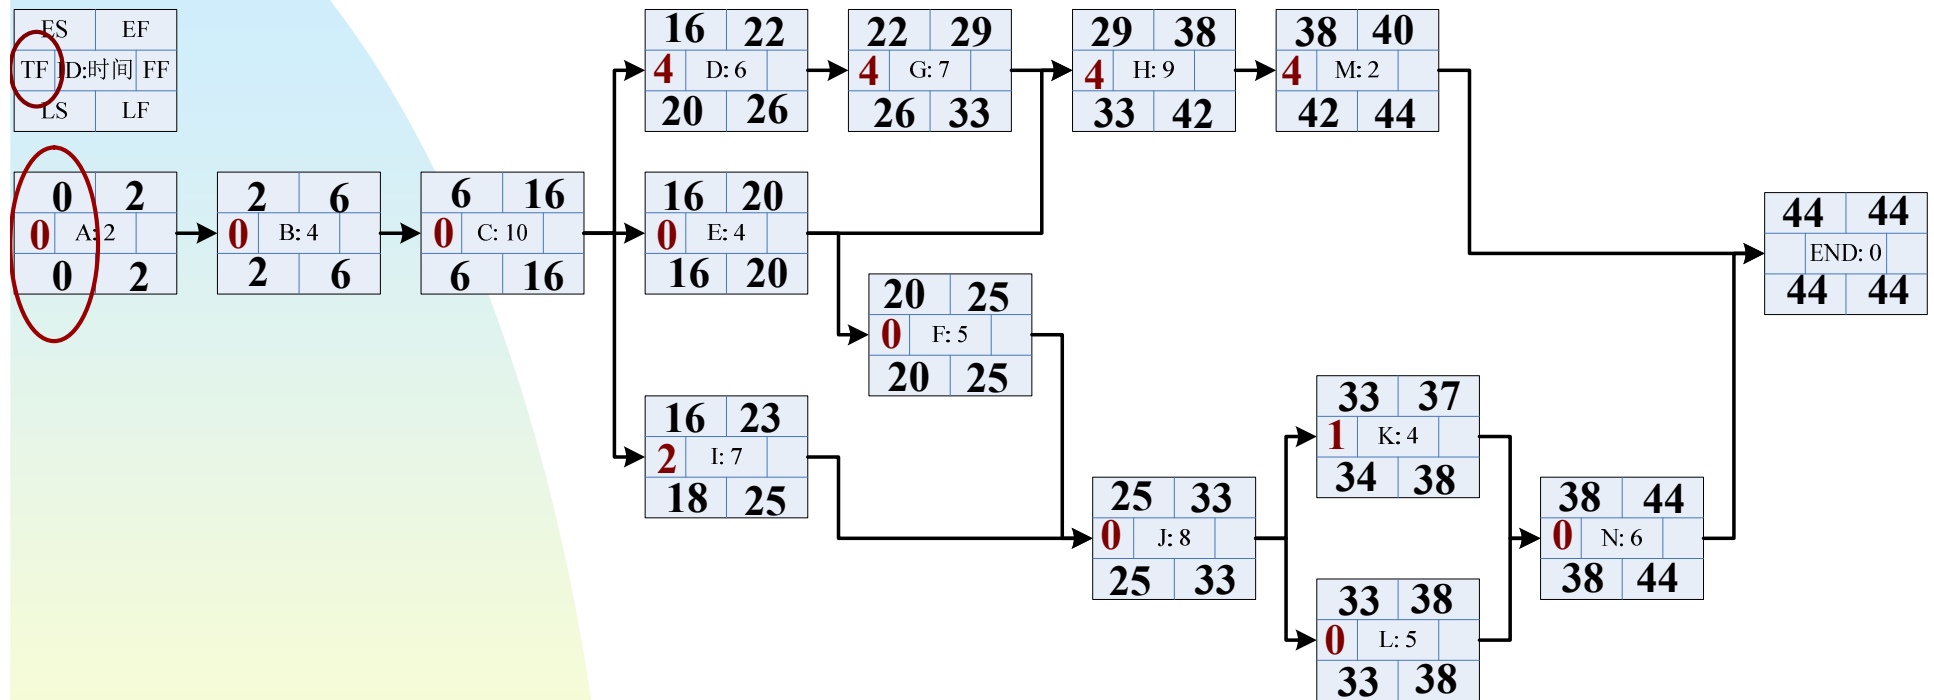 ES EF
TF ID:时间 FF
LS LF
0 2
0 A: 2
0 2
2 6
0 B: 4
2 6
6 16
0 C: 10
6 16
16 22
4 D: 6
20 26
22 29
4 G: 7
26 33
29 38
4 H: 9
33 42
38 40
4 M: 2
42 44
16 20
0 E: 4
16 20
20 25
0 F: 5
20 25
16 23
2 I: 7
18 25
25 33
0 J: 8
25 33
33 37
1 K: 4
34 38
33 38
0 L: 5
33 38
38 44
0 N: 6
38 44
44 44
END: 0
44 44